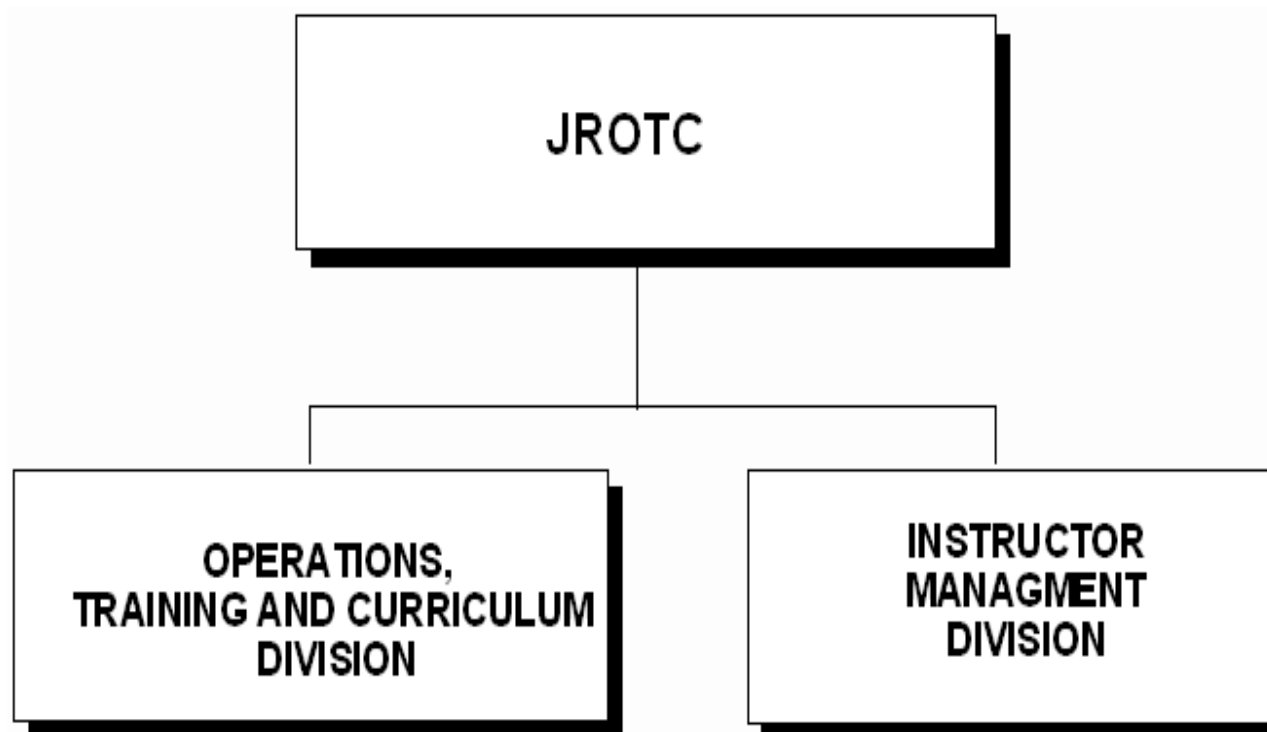 JROTC
OPERATIONS,
TRAINING AND CURRICULUM
DIVISION
INSTRUCTOR
MANAGMENT
DIVISION